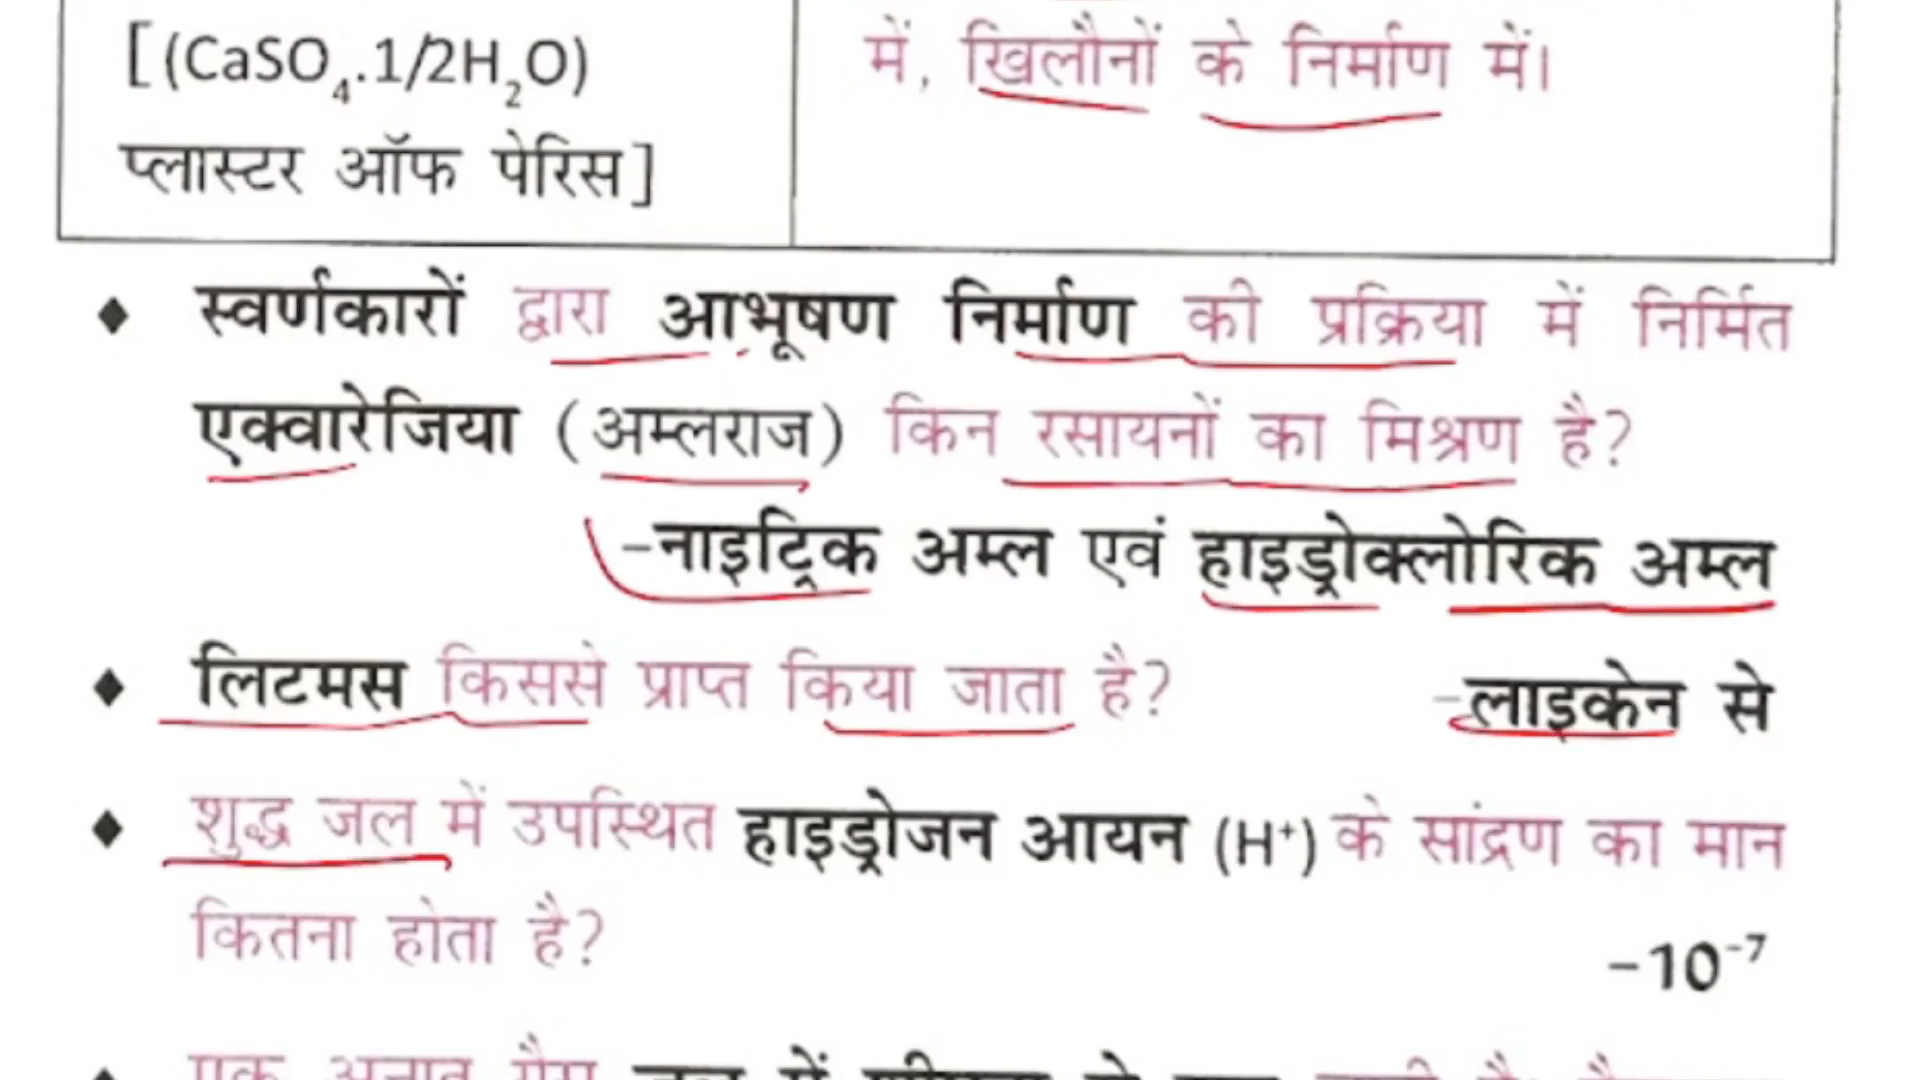 [(CaSO₄.1/2H₂O)
प्लास्टर ऑफ पेरिस]
में, खिलौनों के निर्माण में।
♦ स्वर्णकारों द्वारा आभूषण निर्माण की प्रक्रिया में निर्मित
एक्वारेजिया (अम्लराज) किन रसायनों का मिश्रण है?
-नाइट्रिक अम्ल एवं हाइड्रोक्लोरिक अम्ल
♦ लिटमस किससे प्राप्त किया जाता है? -लाइकेन से
♦ शुद्ध जल में उपस्थित हाइड्रोजन आयन (H⁺) के सांद्रण का मान
कितना होता है?
-10⁻⁷